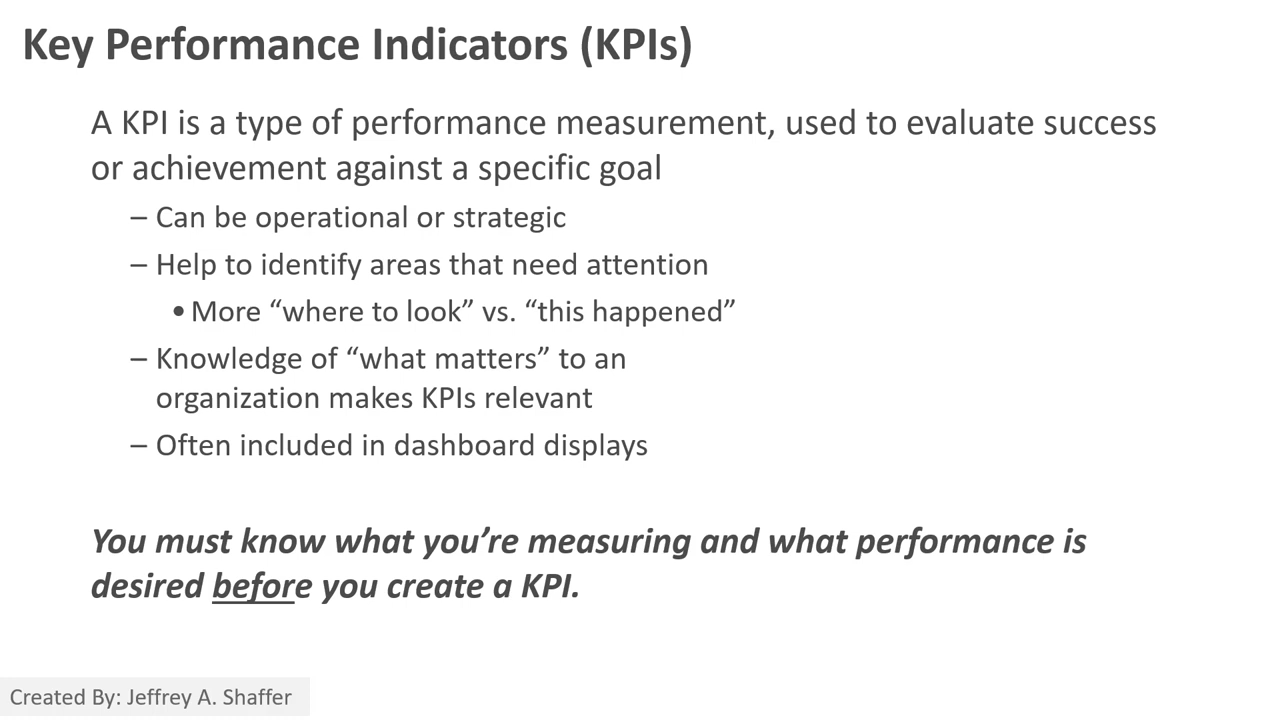 Key Performance Indicators (KPIs)
A KPI is a type of performance measurement, used to evaluate success
or achievement against a specific goal
– Can be operational or strategic
– Help to identify areas that need attention
• More “where to look” vs. “this happened”
– Knowledge of “what matters” to an
organization makes KPIs relevant
– Often included in dashboard displays
You must know what you’re measuring and what performance is
desired before you create a KPI.
Created By: Jeffrey A. Shaffer